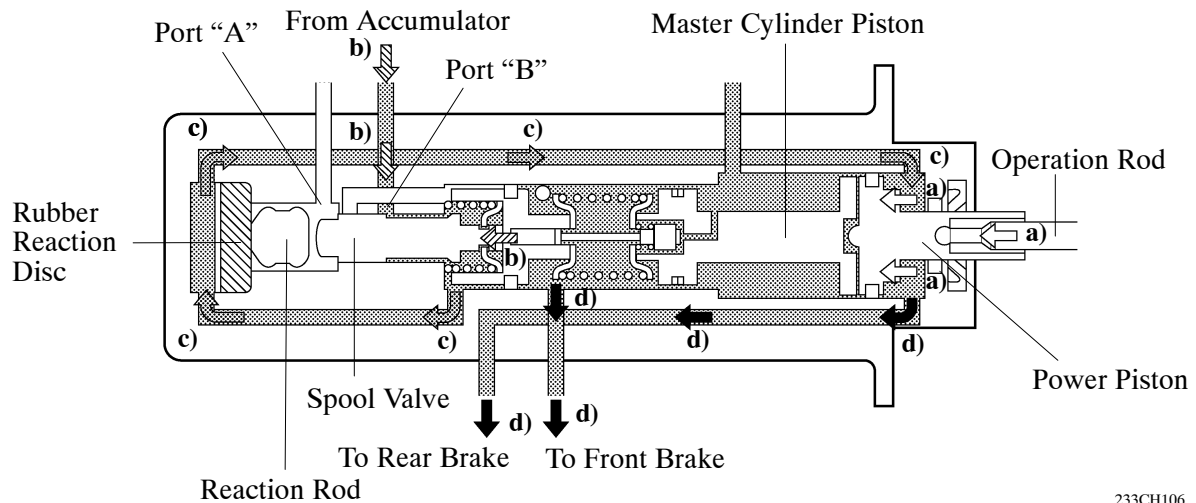 From Accumulator
Master Cylinder Piston
Port “A”
b)
Port “B”
b)
c)
c)
c)
Operation Rod
a)
a)
Rubber
Reaction
Disc
b)
a)
d)
c)
c)
d)
d)
Power Piston
Spool Valve
d)
d)
To Rear Brake
To Front Brake
Reaction Rod
233CH106